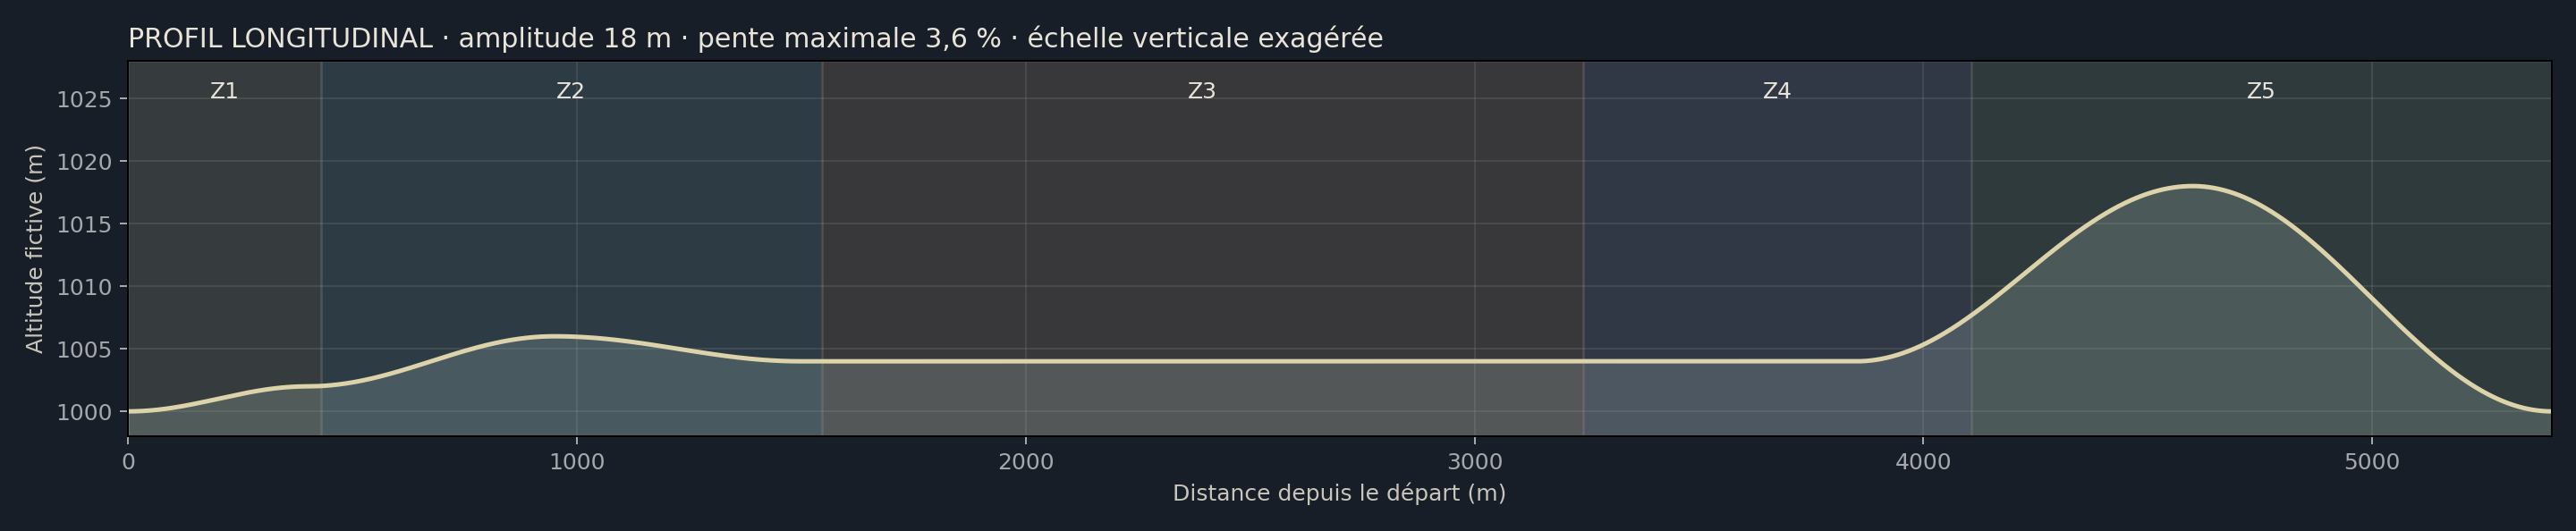 PROFIL LONGITUDINAL · amplitude 18 m · pente maximale 3,6 % · échelle verticale exagérée
Z1 Z2 Z3 Z4 Z5
Altitude fictive (m)
1025
1020
1015
1010
1005
1000
0 1000 2000 3000 4000 5000
Distance depuis le départ (m)